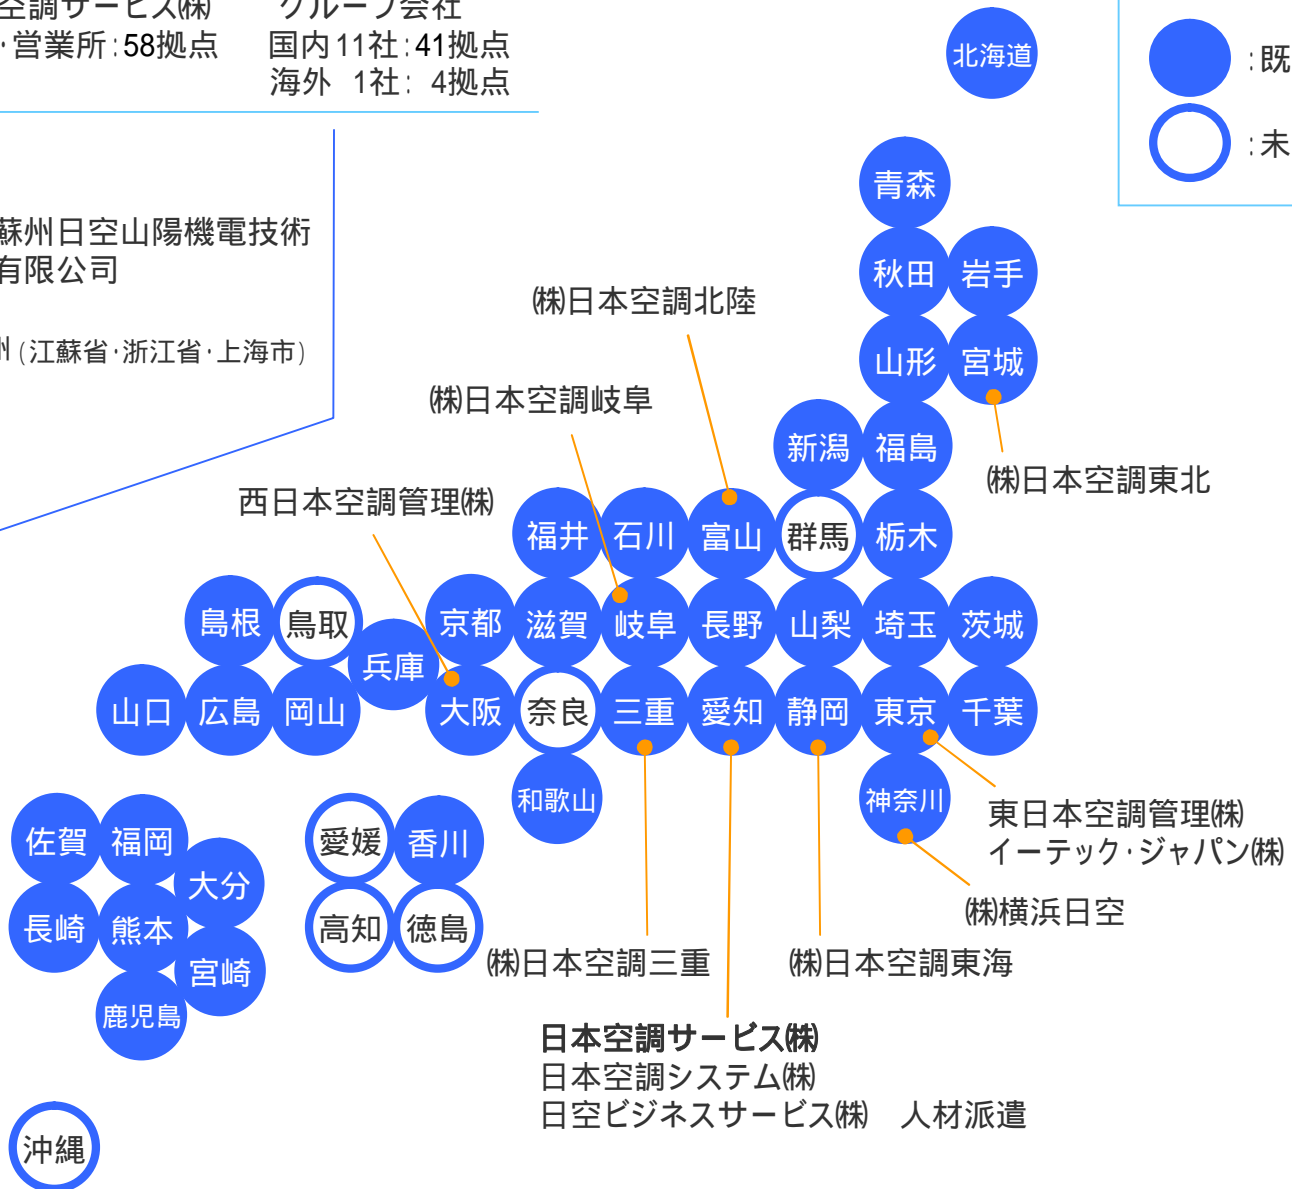 空調サービス㈱ グループ会社
・営業所:58拠点 国内11社:41拠点
海外 1社: 4拠点
:既
:未
蘇州日空山陽機電技術
有限公司
州(江蘇省・浙江省・上海市)
北海道
青森
秋田 岩手
㈱日本空調北陸
山形 宮城
㈱日本空調岐阜
新潟 福島
㈱日本空調東北
西日本空調管理㈱
福井 石川 富山 群馬 栃木
島根 鳥取 京都 滋賀 岐阜 長野 山梨 埼玉 茨城
兵庫
山口 広島 岡山 大阪 奈良 三重 愛知 静岡 東京 千葉
和歌山 神奈川
東日本空調管理㈱
イーテック・ジャパン㈱
佐賀 福岡 愛媛 香川
大分
㈱横浜日空
長崎 熊本 高知 徳島
㈱日本空調三重 ㈱日本空調東海
宮崎
鹿児島
日本空調サービス㈱
日本空調システム㈱
日空ビジネスサービス㈱ 人材派遣
沖縄